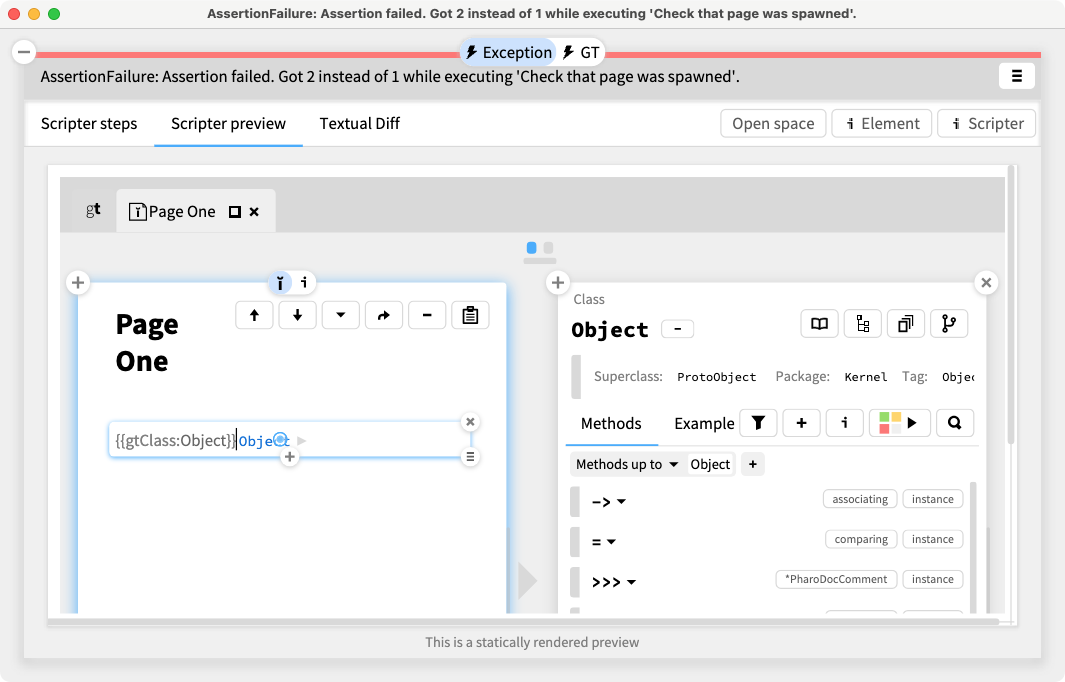 AssertionFailure: Assertion failed. Got 2 instead of 1 while executing 'Check that page was spawned'.
Exception GT
AssertionFailure: Assertion failed. Got 2 instead of 1 while executing 'Check that page was spawned'.
Scripter steps Scripter preview Textual Diff Open space i Element i Scripter
gt Page One
i i
Class
Page
One
Object -
Superclass: ProtoObject Package: Kernel Tag: Objec
Methods Example + i
{{gtClass:Object}}Object
Methods up to Object +
-> associating instance
= comparing instance
>>> *PharoDocComment instance
This is a statically rendered preview